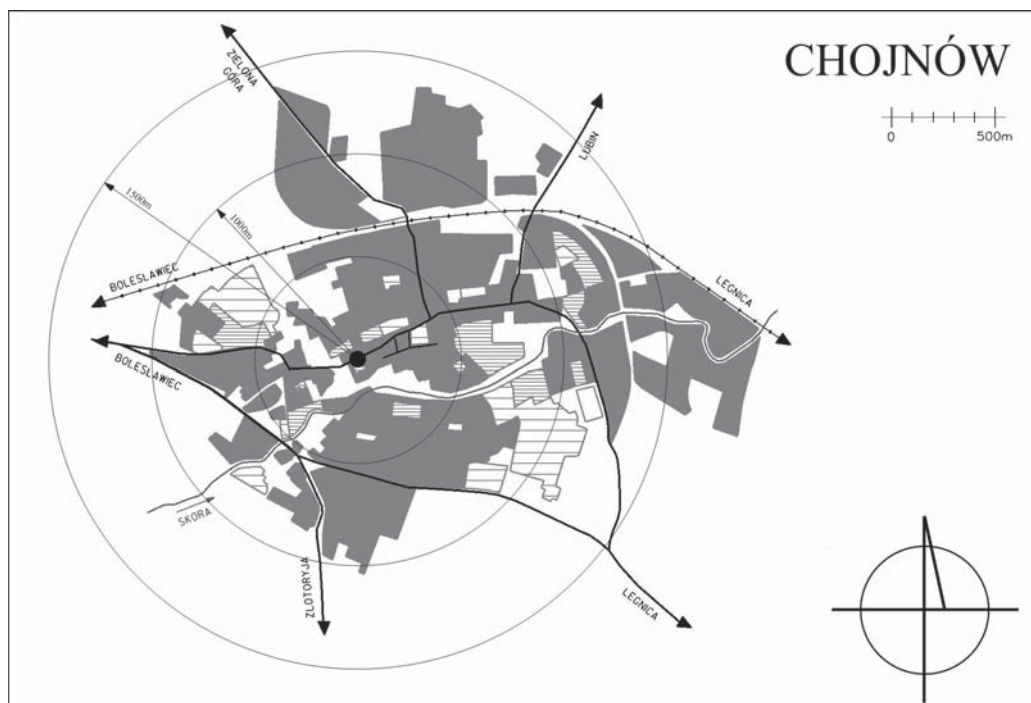 CHOJNÓW
0 500m
ZIELONA
GÓRA
LUBIN
1500m
1000m
BOLESŁAWIEC
LEGNICA
BOLESŁAWIEC
SKORA
ZŁOTORYJA
LEGNICA